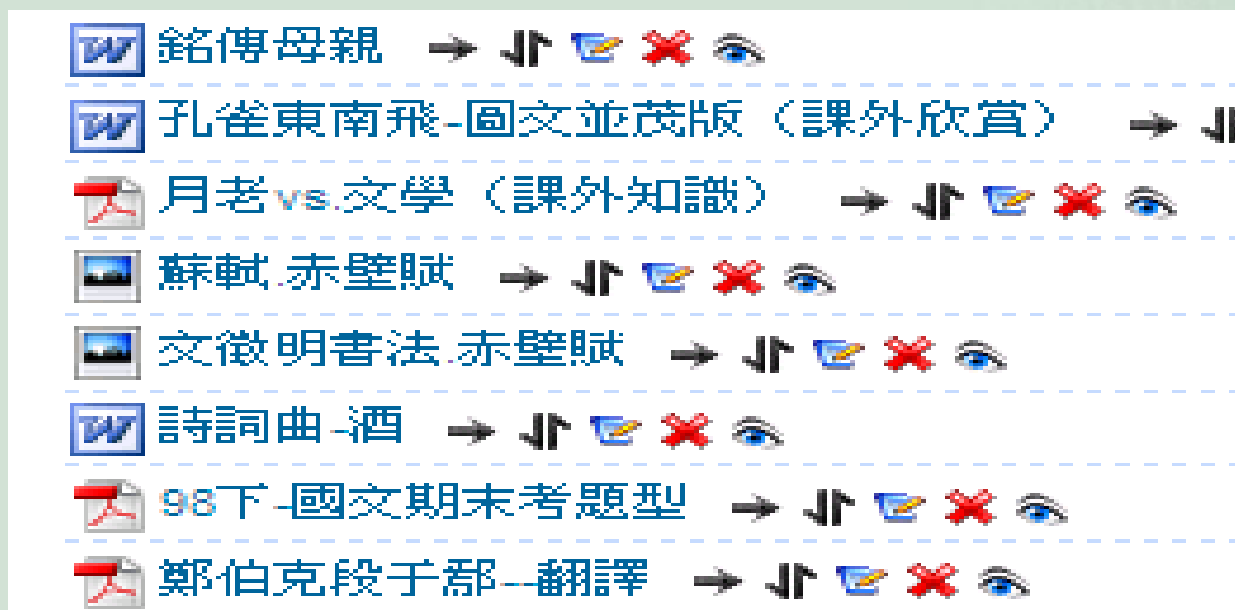 銘傳母親
孔雀東南飛-圖文並茂版（課外欣賞）
月老vs.文學（課外知識）
蘇軾.赤壁賦
文徵明書法.赤壁賦
詩詞曲-酒
98下-國文期末考題型
鄭伯克段于鄢--翻譯